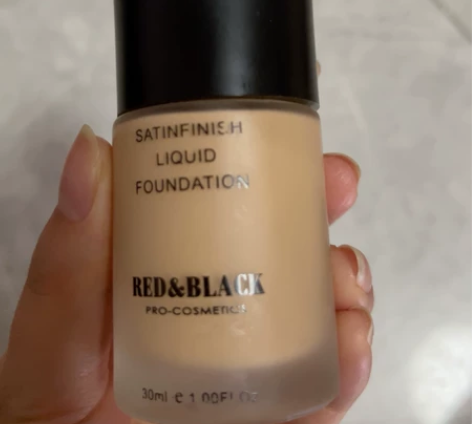 SATINFINISH
LIQUID
FOUNDATION
RED&BLACK
PRO-COSMETICS
30ml e 1.00Fl Oz